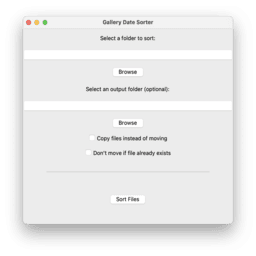 Gallery Date Sorter
Select a folder to sort:
Browse
Select an output folder (optional):
Browse
Copy files instead of moving
Don't move if file already exists
Sort Files